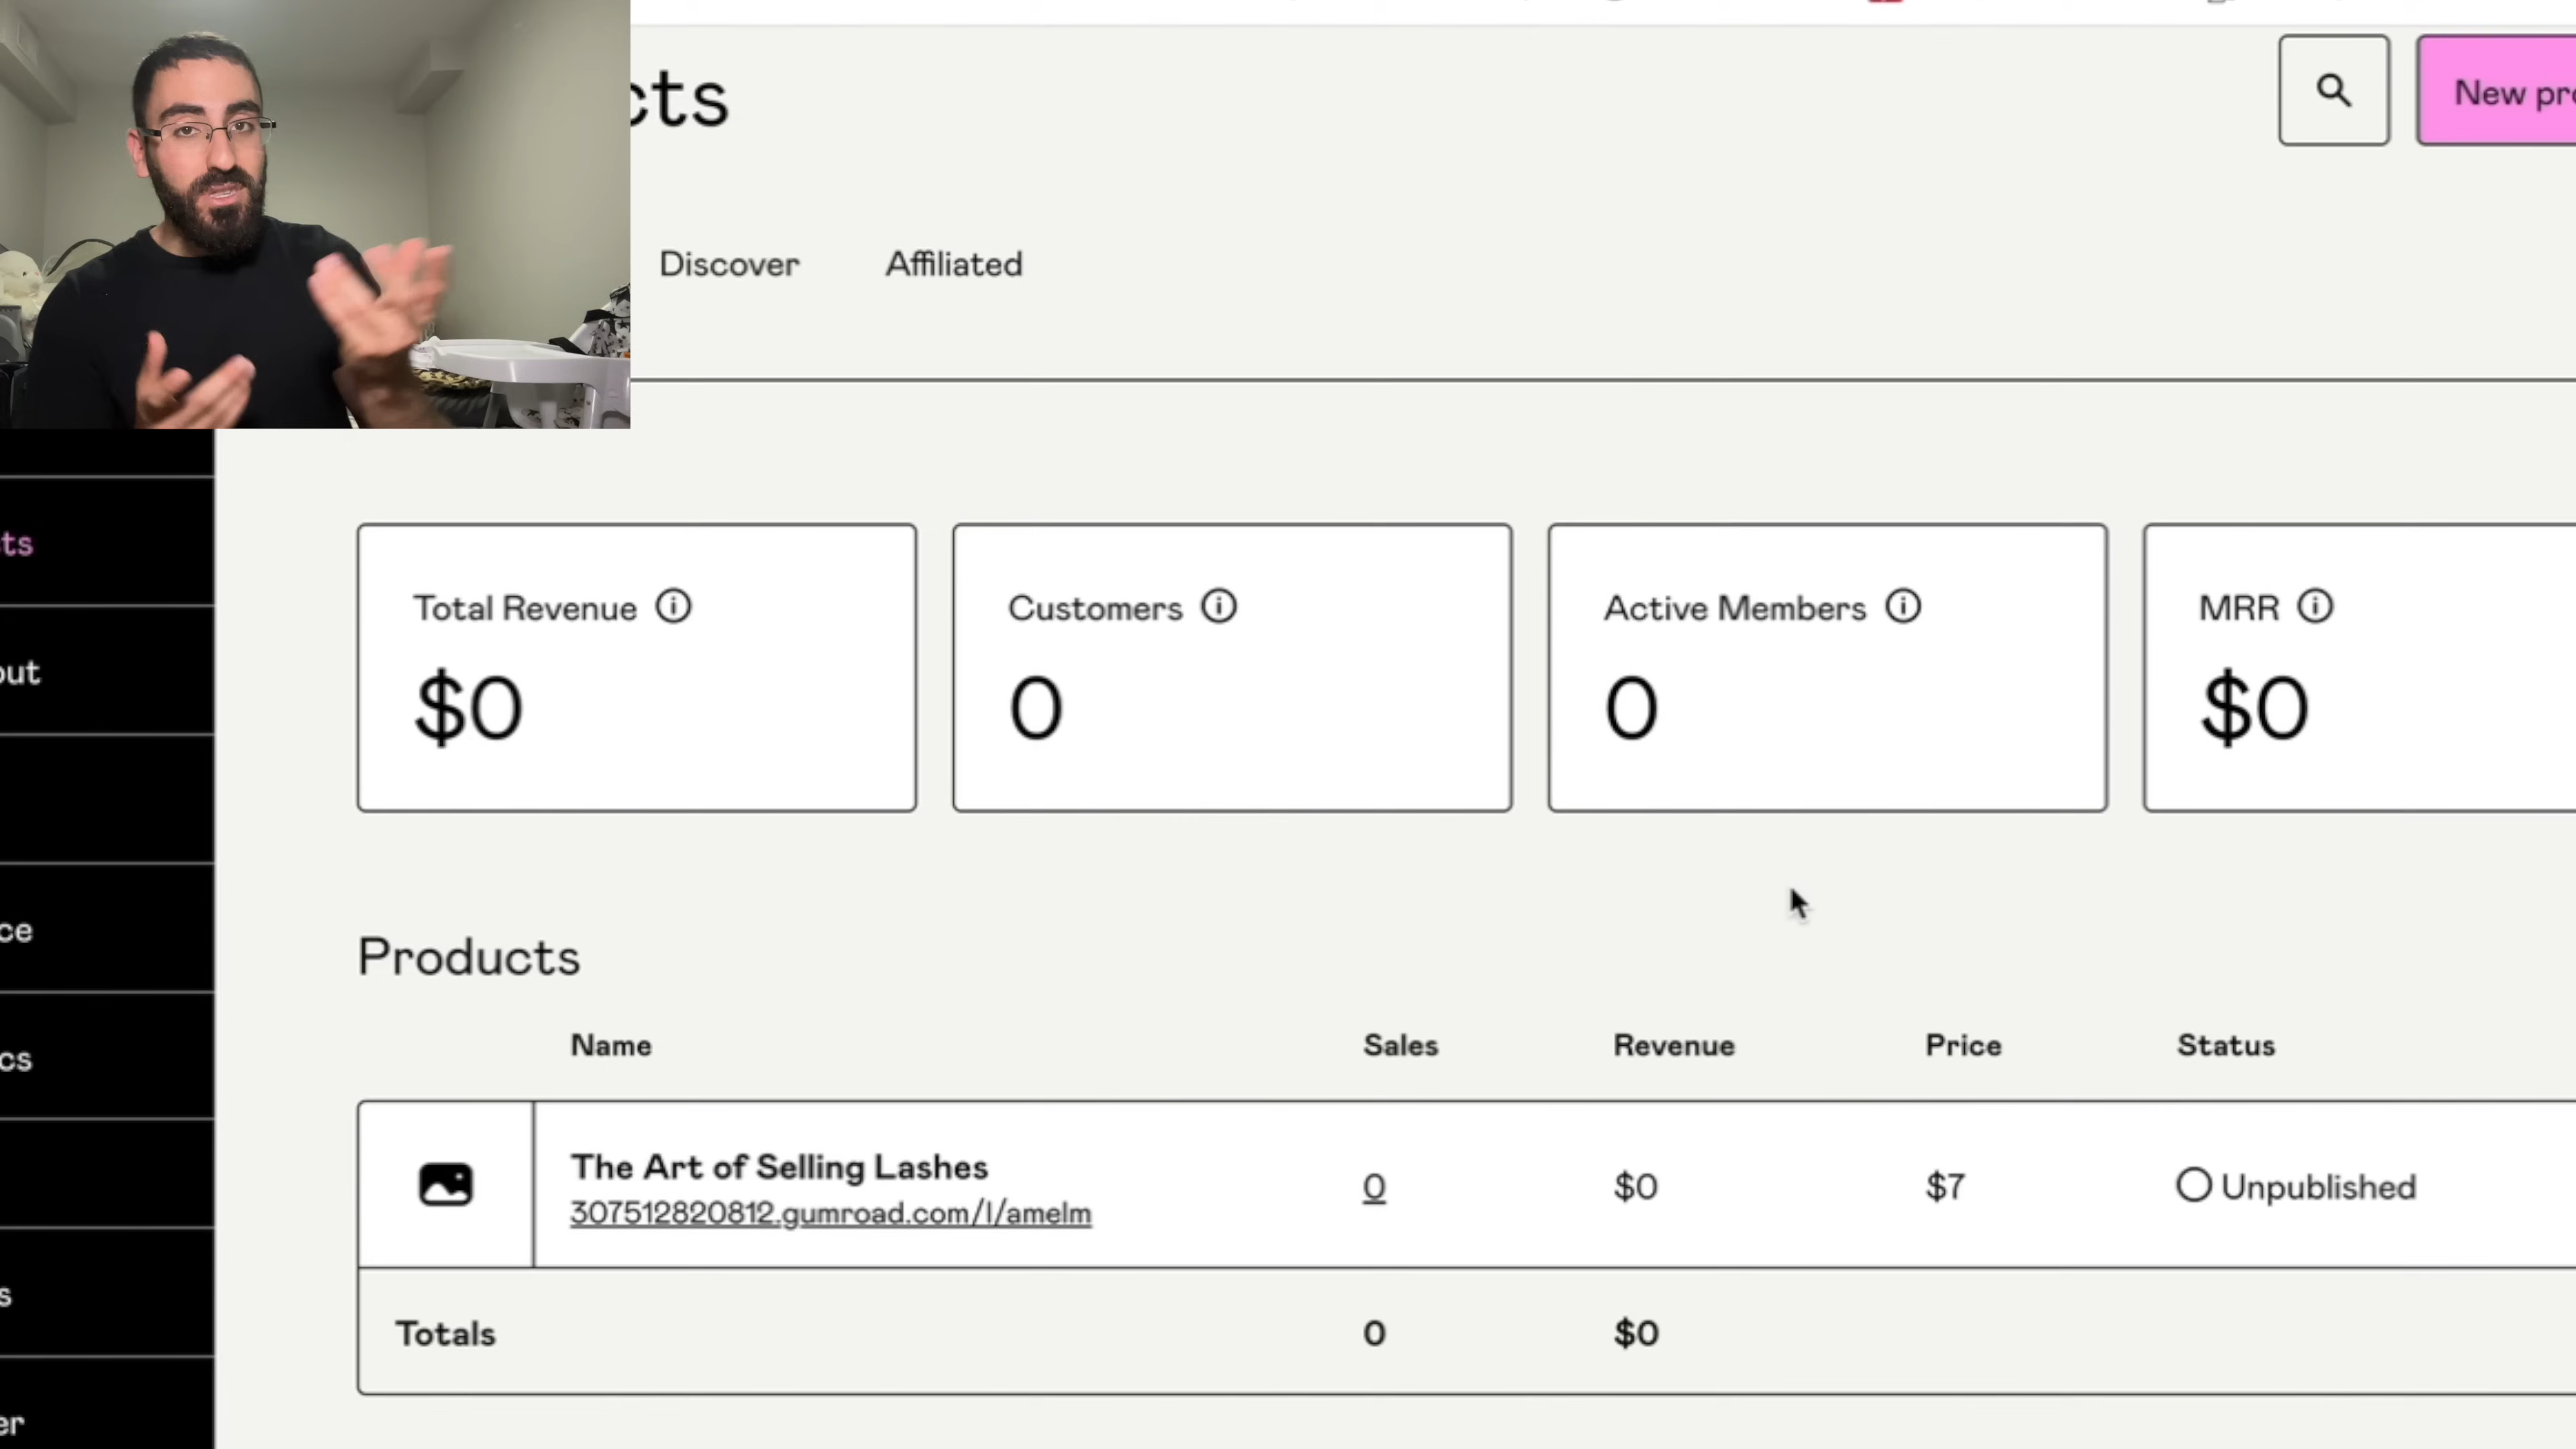 cts
New pro
Discover
Affiliated
ts
out
ce
cs
s
er
Total Revenue
$0
Customers
0
Active Members
0
MRR
$0
Products
Name Sales Revenue Price Status
The Art of Selling Lashes
307512820812.gumroad.com/l/amelm
0 $0 $7 Unpublished
Totals 0 $0